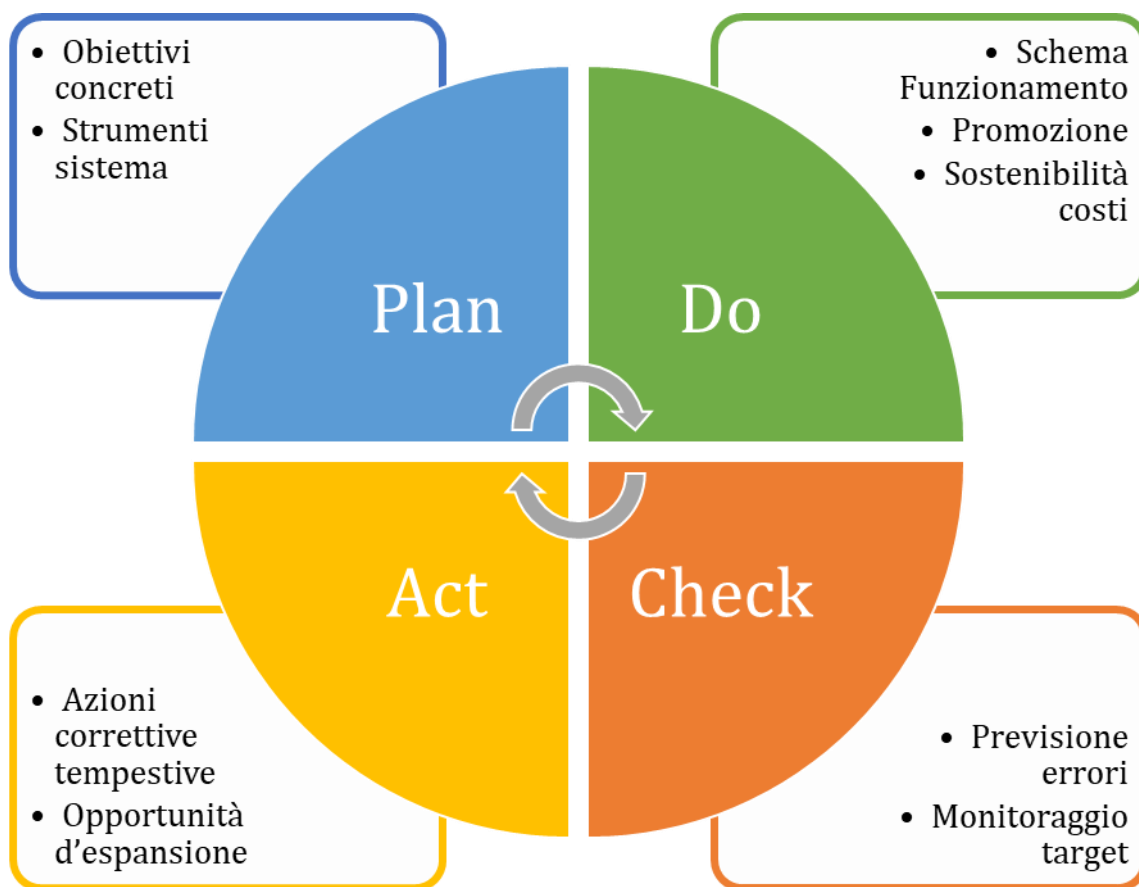 • Obiettivi
concreti
• Strumenti
sistema
• Schema
Funzionamento
• Promozione
• Sostenibilità
costi
Plan
Do
Act
Check
• Azioni
correttive
tempestive
• Opportunità
d'espansione
• Previsione
errori
• Monitoraggio
target